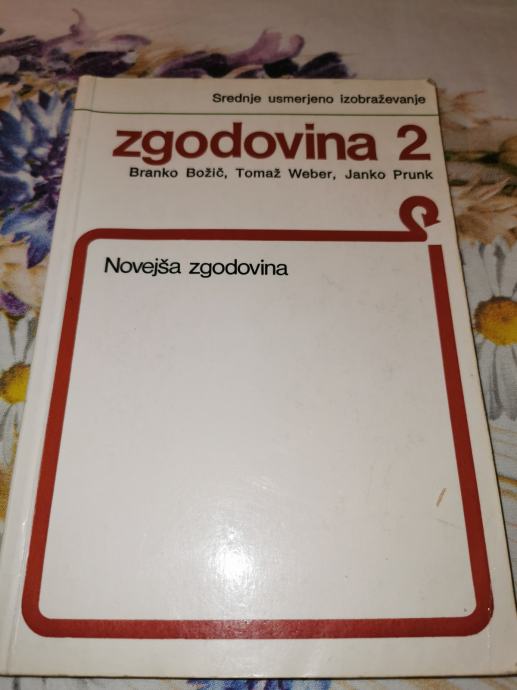 Srednje usmerjeno izobraževanje
zgodovina 2
Branko Božič, Tomaž Weber, Janko Prunk
Novejša zgodovina